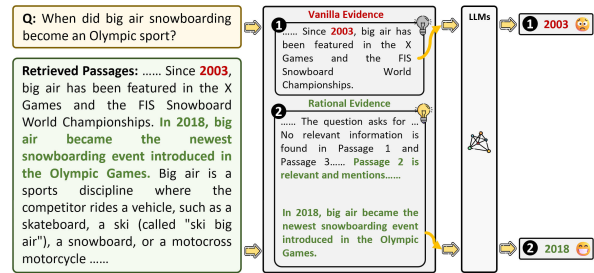 Q: When did big air snowboarding
become an Olympic sport?
Retrieved Passages: ...... Since 2003,
big air has been featured in the X
Games and the FIS Snowboard
World Championships. In 2018, big
air became the newest
snowboarding event introduced in
the Olympic Games. Big air is a
sports discipline where the
competitor rides a vehicle, such as a
skateboard, a ski (called "ski big
air"), a snowboard, or a motocross
motorcycle ......
Vanilla Evidence
1
...... Since 2003, big air has
been featured in the X
Games and the FIS
Snowboard World
Championships.
Rational Evidence
2
...... The question asks for ...
No relevant information is
found in Passage 1 and
Passage 3...... Passage 2 is
relevant and mentions......
In 2018, big air became the
newest snowboarding event
introduced in the Olympic
Games.
LLMs
1 2003
2 2018